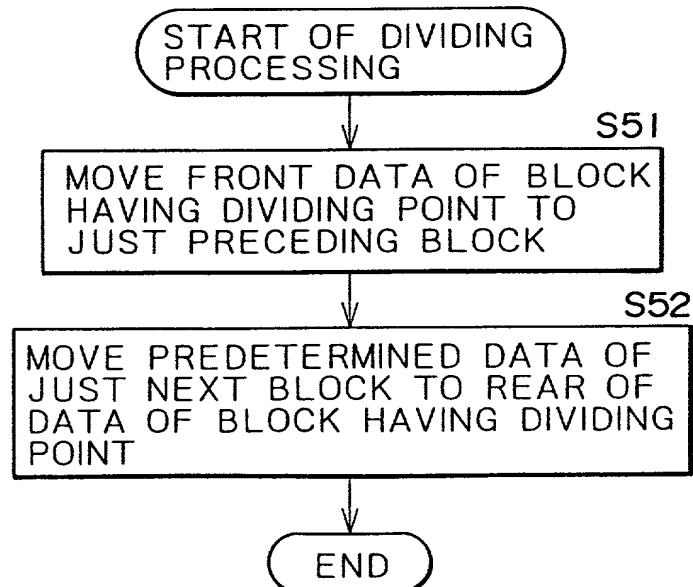 START OF DIVIDING
PROCESSING
S51
MOVE FRONT DATA OF BLOCK
HAVING DIVIDING POINT TO
JUST PRECEDING BLOCK
S52
MOVE PREDETERMINED DATA OF
JUST NEXT BLOCK TO REAR OF
DATA OF BLOCK HAVING DIVIDING
POINT
END